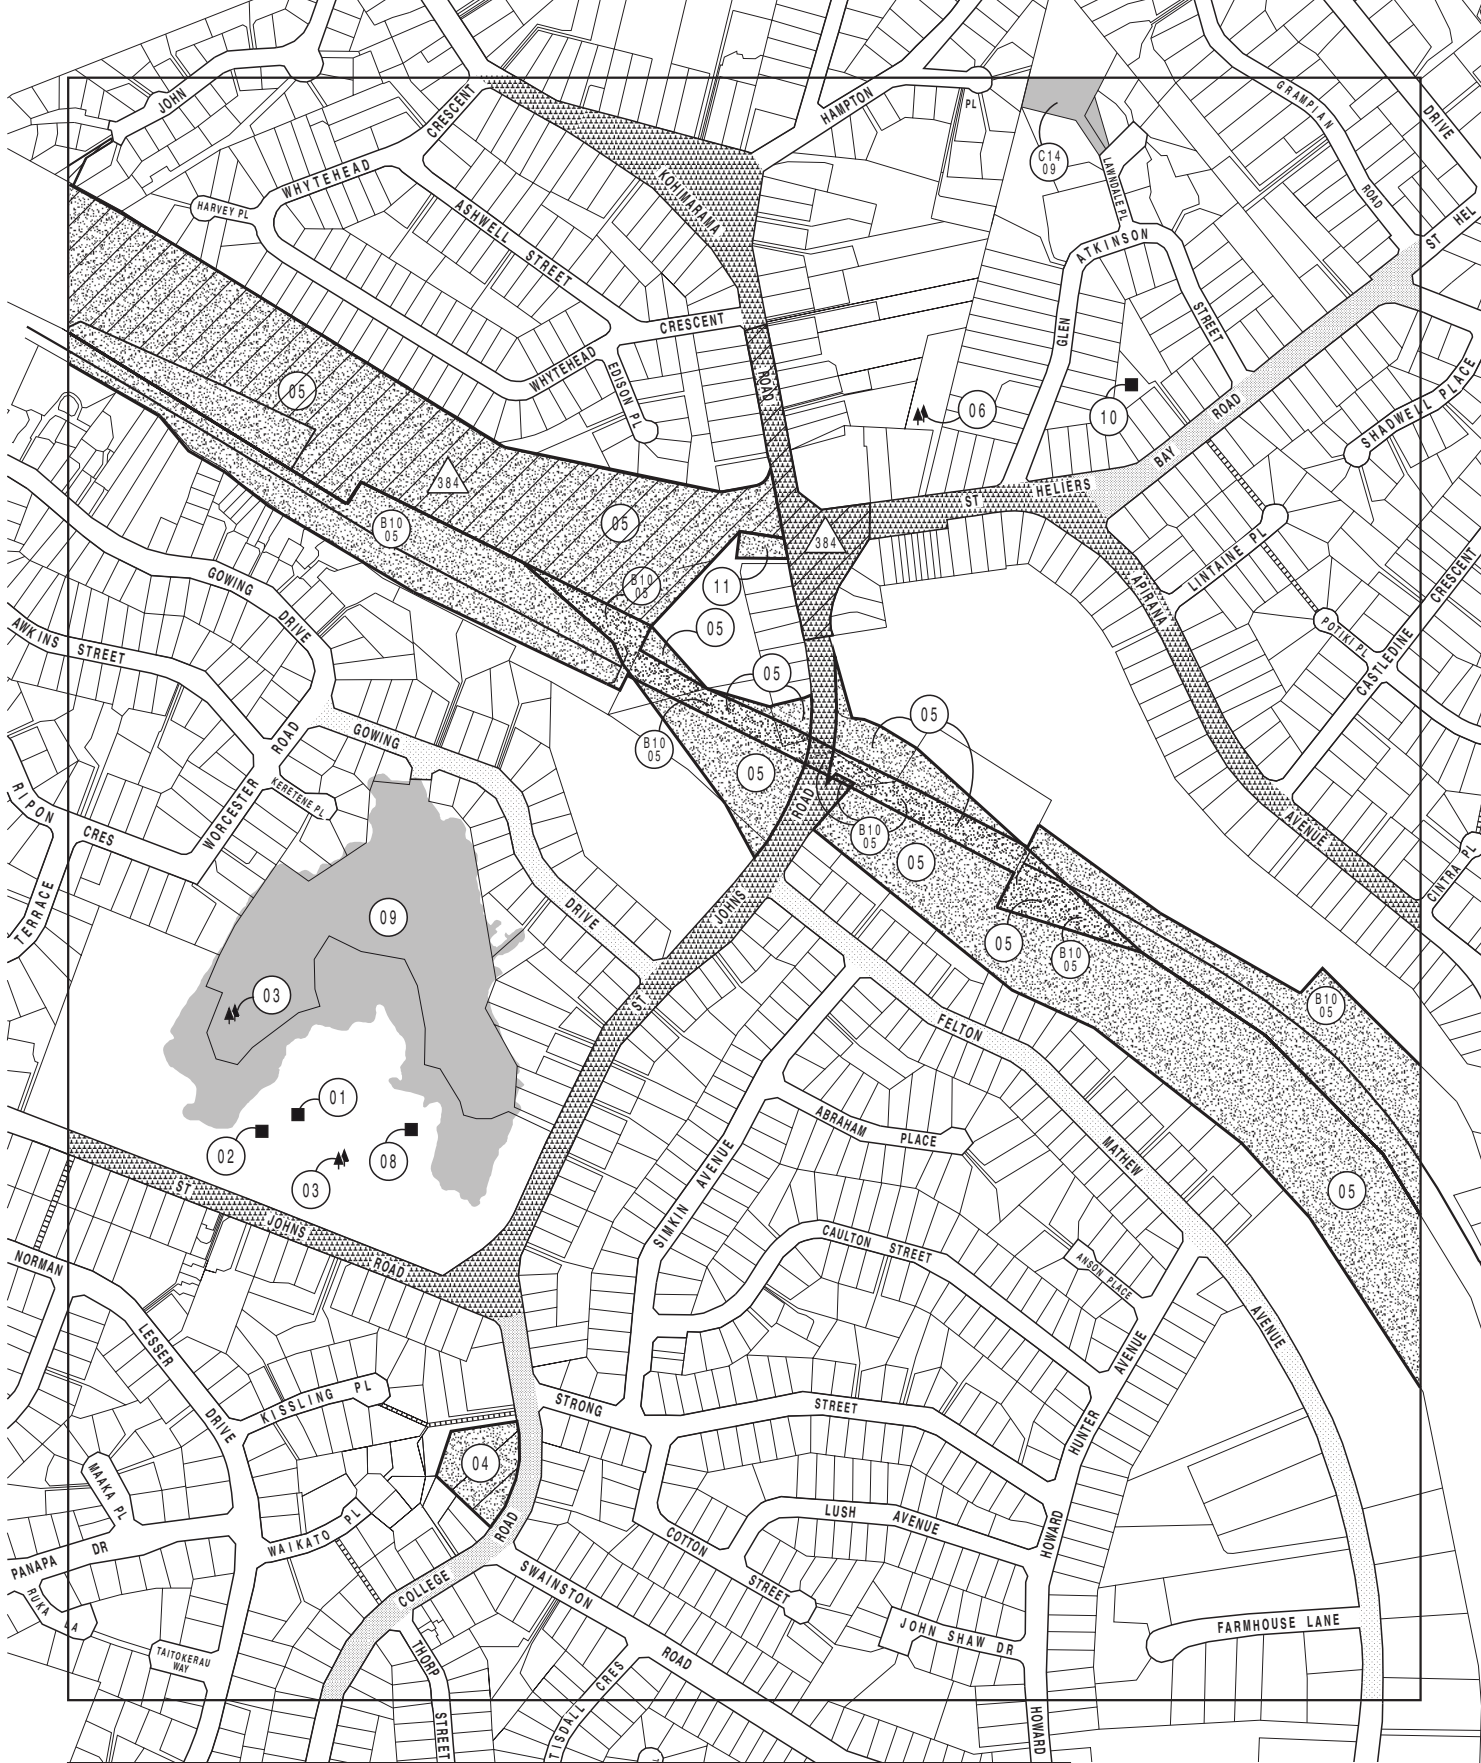 JOHN
CRESCENT
HAMPTON
PL
GRAMPIAN
ROAD
DRIVE
ST HEL
C14
09
LAWNDALE PL
WHYTEHEAD
HARVEY PL
ASHWELL STREET
KOHIMARAMA
ROAD
ATKINSON
STREET
GLEN
CRESCENT
WHYTEHEAD
EDISON PL
05
384
06
10
BAY ROAD
SHADWELL PLACE
ST HELIERS
B10
05
05
384
B10
05
11
05
LINTAINE PL
CRESCENT
APIRANA
POTIKI PL
CASTLEDINE
GOWING
DRIVE
AWKINS STREET
05
05
B10
05
05
GOWING
ROAD
WORCESTER
KERETENE PL
RIPON
CRES
TERRACE
ROAD
B10
05
05
AVENUE
CINTRA PL
09
DRIVE
JOHNS
ST
05
B10
05
03
B10
05
FELTON
01
02
08
03
ABRAHAM PLACE
MATHEW
AVENUE
SIMKIN AVENUE
05
ST JOHNS ROAD
CAULTON STREET
ANSON PLACE
NORMAN
LESSER
DRIVE
KISSLING PL
STRONG
STREET
HUNTER
AVENUE
04
MAAKA PL
LUSH AVENUE
HOWARD
COTTON
STREET
ROAD
WAIKATO PL
PANAPA DR
RUKA LA
COLLEGE
SWAINSTON
ROAD
JOHN SHAW DR
FARMHOUSE LANE
TAITOKERAU
WAY
THORP
STREET
TISDALL CRES
HOWARD